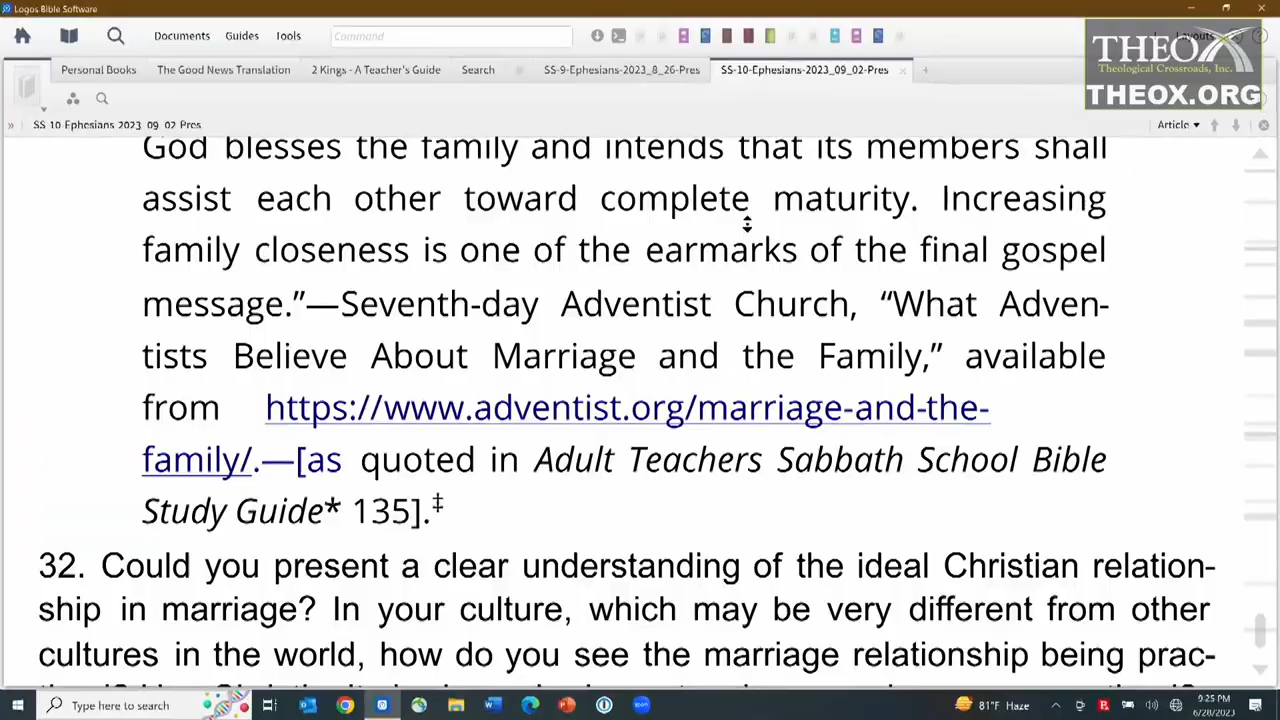 Logos Bible Software
Documents Guides Tools Command Layouts
THEOX
Theological Crossroads, Inc.
THEOX.ORG
Personal Books The Good News Translation 2 Kings - A Teacher's Guide Sea SS-9-Ephesians-2023_8_26-Pres SS-10-Ephesians-2023_09_02-Pres
» SS 10 Ephesians 2023 09 02 Pres Article
God blesses the family and intends that its members shall
assist each other toward complete maturity. Increasing
family closeness is one of the earmarks of the final gospel
message.”—Seventh-day Adventist Church, “What Adven-
tists Believe About Marriage and the Family,” available
from https://www.adventist.org/marriage-and-the-
family/.—[as quoted in Adult Teachers Sabbath School Bible
Study Guide* 135].‡
32. Could you present a clear understanding of the ideal Christian relation-
ship in marriage? In your culture, which may be very different from other
cultures in the world, how do you see the marriage relationship being prac-
Type here to search 81°F Haze 9:25 PM
6/28/2023